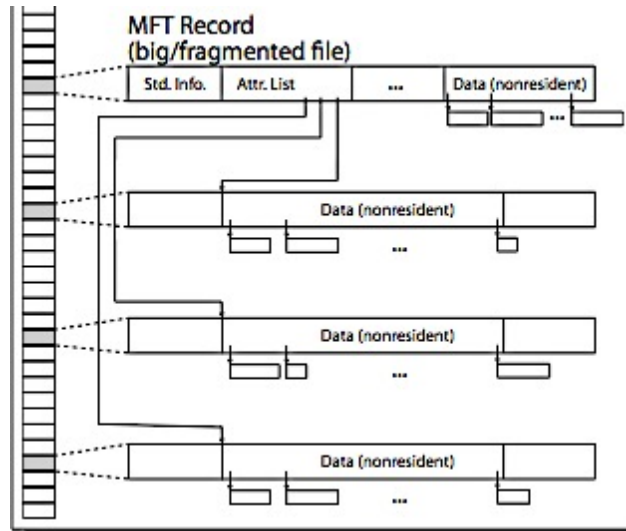 MFT Record
(big/fragmented file)
Std. Info. Attr. List ... Data (nonresident)
...
Data (nonresident)
...
Data (nonresident)
...
Data (nonresident)
...